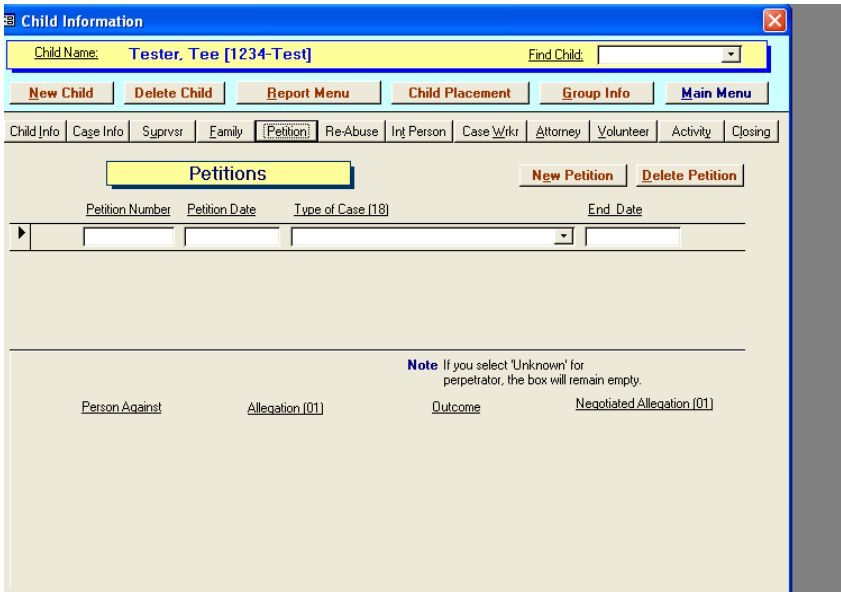 Child Information
Child Name: Tester, Tee [1234-Test] Find Child:
New Child Delete Child Report Menu Child Placement Group Info Main Menu
Child Info Case Info Suprvsr Family Petition Re-Abuse Int Person Case Wrkr Attorney Volunteer Activity Closing
Petitions New Petition Delete Petition
Petition Number Petition Date Type of Case (18) End Date
Note If you select 'Unknown' for
perpetrator, the box will remain empty.
Person Against Allegation (01) Outcome Negotiated Allegation (01)